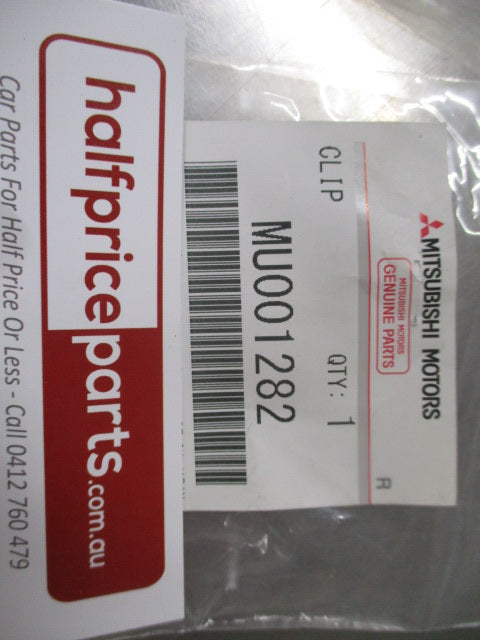 MITSUBISHI MOTORS
MITSUBISHI MOTORS
GENUINE PARTS
R
CLIP
QTY: 1
MU001282
halfpriceparts.com.au
Car Parts For Half Price Or Less - Call 0412 760 479